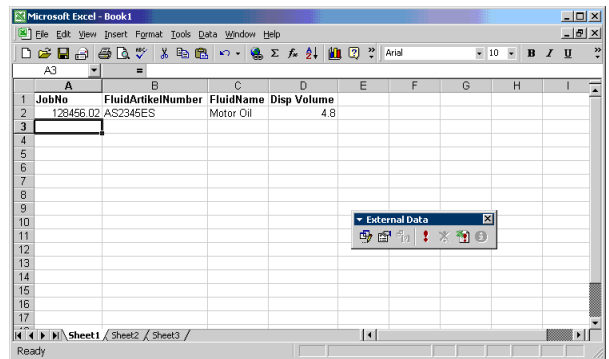 Microsoft Excel - Book1
File Edit View Insert Format Tools Data Window Help
Arial 10 B I U
A3 =
A B C D E F G H I
1 JobNo FluidArtikelNumber FluidName Disp Volume
2 128456.02 AS2345ES Motor Oil 4.8
3
4
5
6
7
8
9
10 External Data
11
12
13
14
15
16
17
Sheet1 Sheet2 Sheet3
Ready